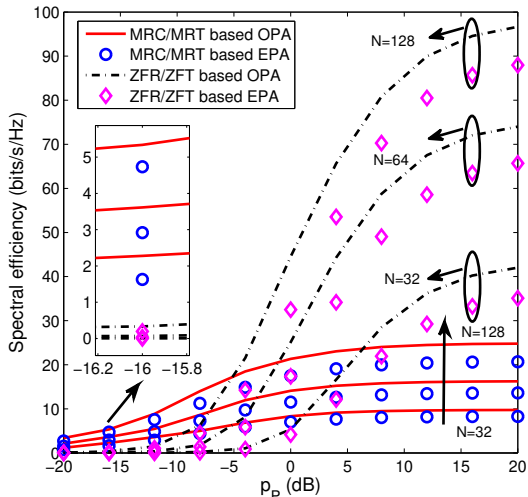 MRC/MRT based OPA
MRC/MRT based EPA
ZFR/ZFT based OPA
ZFR/ZFT based EPA
N=128
N=64
N=32
N=128
N=32
5
4
3
2
1
0
−16.2 −16 −15.8
100
90
80
70
60
50
40
30
20
10
0
−20 −15 −10 −5 0 5 10 15 20
Spectral efficiency (bits/s/Hz)
pP (dB)